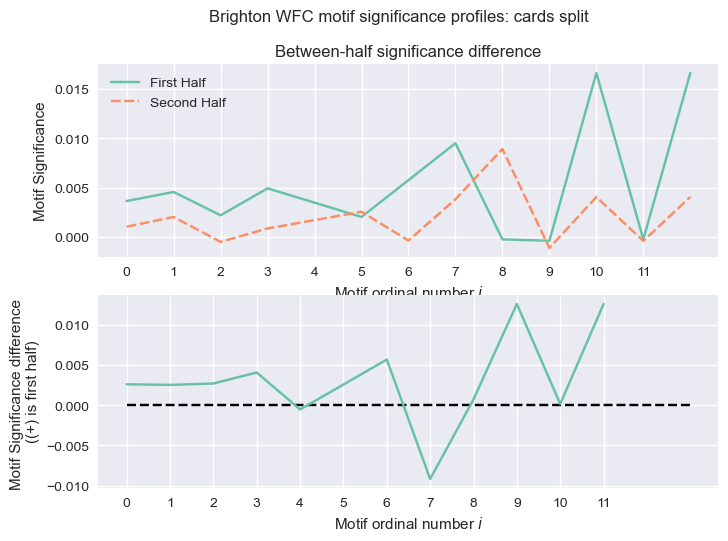 Brighton WFC motif significance profiles: cards split
Between-half significance difference
First Half
Second Half
Motif Significance
0.015
0.010
0.005
0.000
0 1 2 3 4 5 6 7 8 9 10 11
Motif ordinal number i
Motif Significance difference
((+) is first half)
0.010
0.005
0.000
−0.005
−0.010
0 1 2 3 4 5 6 7 8 9 10 11
Motif ordinal number i